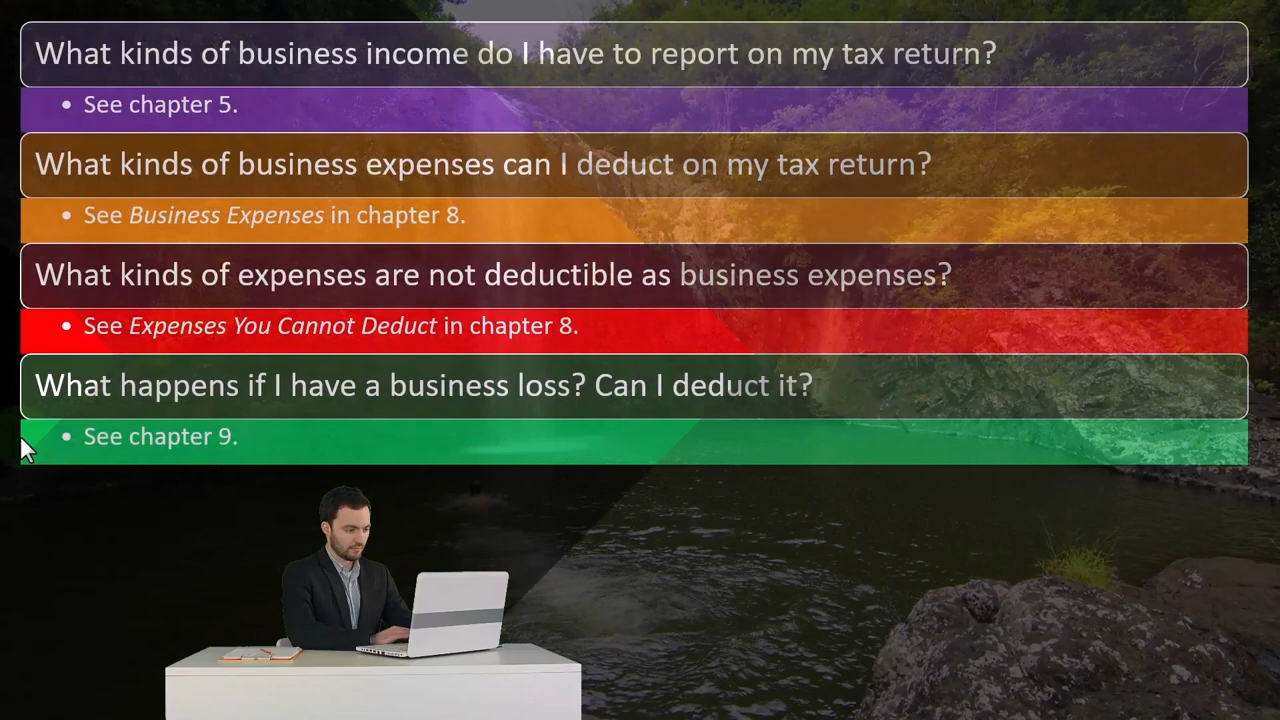 What kinds of business income do I have to report on my tax return?
• See chapter 5.
What kinds of business expenses can I deduct on my tax return?
• See Business Expenses in chapter 8.
What kinds of expenses are not deductible as business expenses?
• See Expenses You Cannot Deduct in chapter 8.
What happens if I have a business loss? Can I deduct it?
• See chapter 9.